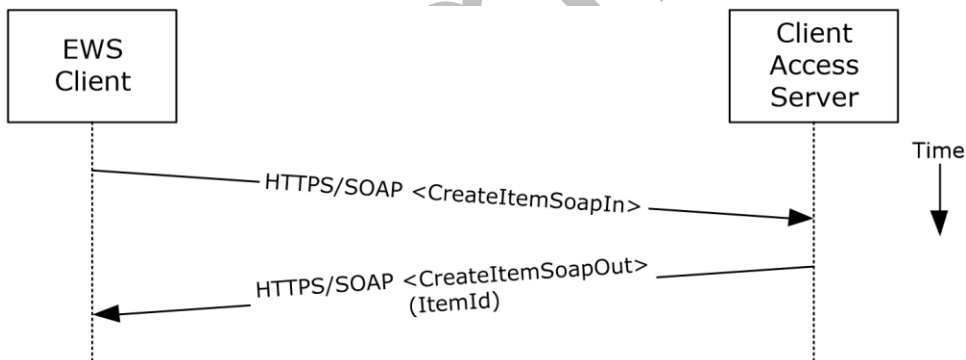 EWS
Client
Client
Access
Server
Time
HTTPS/SOAP <CreateItemSoapIn>
HTTPS/SOAP <CreateItemSoapOut>
(ItemId)